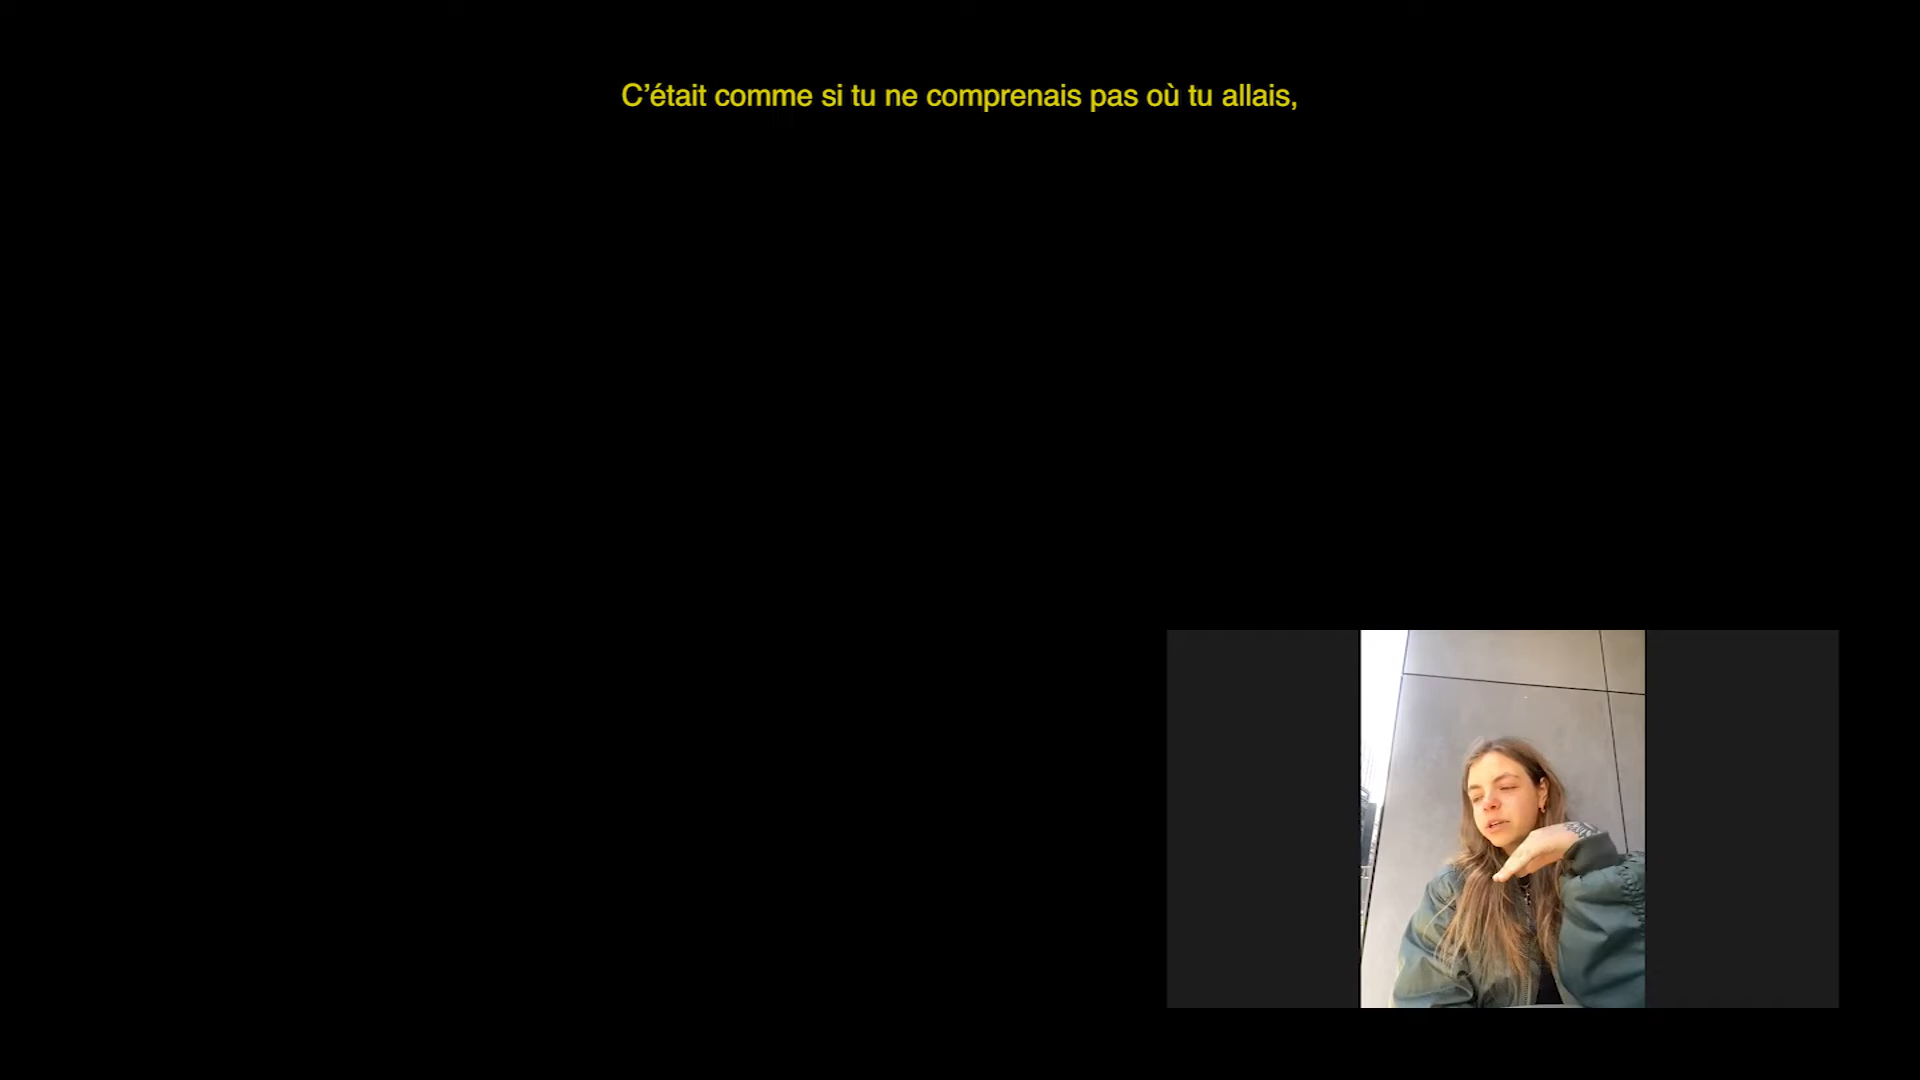 C’était comme si tu ne comprenais pas où tu allais,